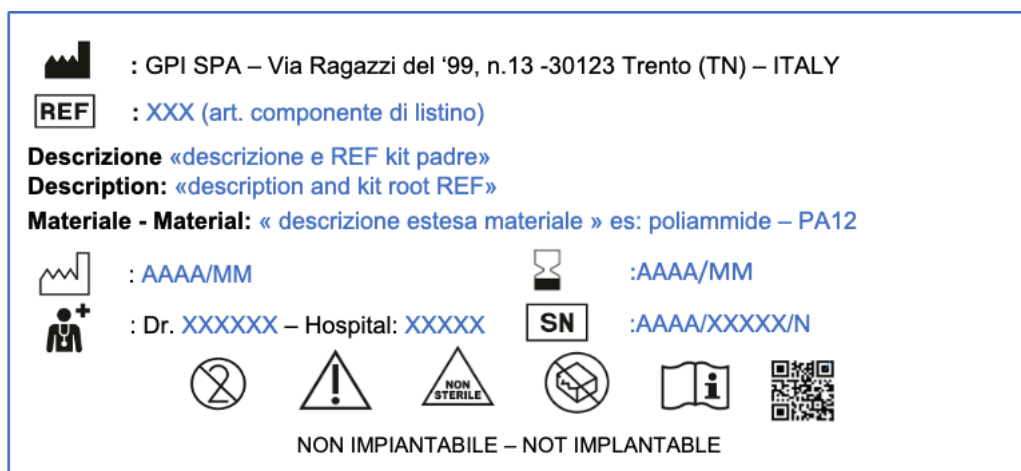 : GPI SPA – Via Ragazzi del ‘99, n.13 -30123 Trento (TN) – ITALY
REF : XXX (art. componente di listino)
Descrizione «descrizione e REF kit padre»
Description: «description and kit root REF»
Materiale - Material: « descrizione estesa materiale » es: poliammide – PA12
: AAAA/MM :AAAA/MM
: Dr. XXXXXX – Hospital: XXXXX SN :AAAA/XXXXX/N
2 NON STERILE
NON IMPIANTABILE – NOT IMPLANTABLE